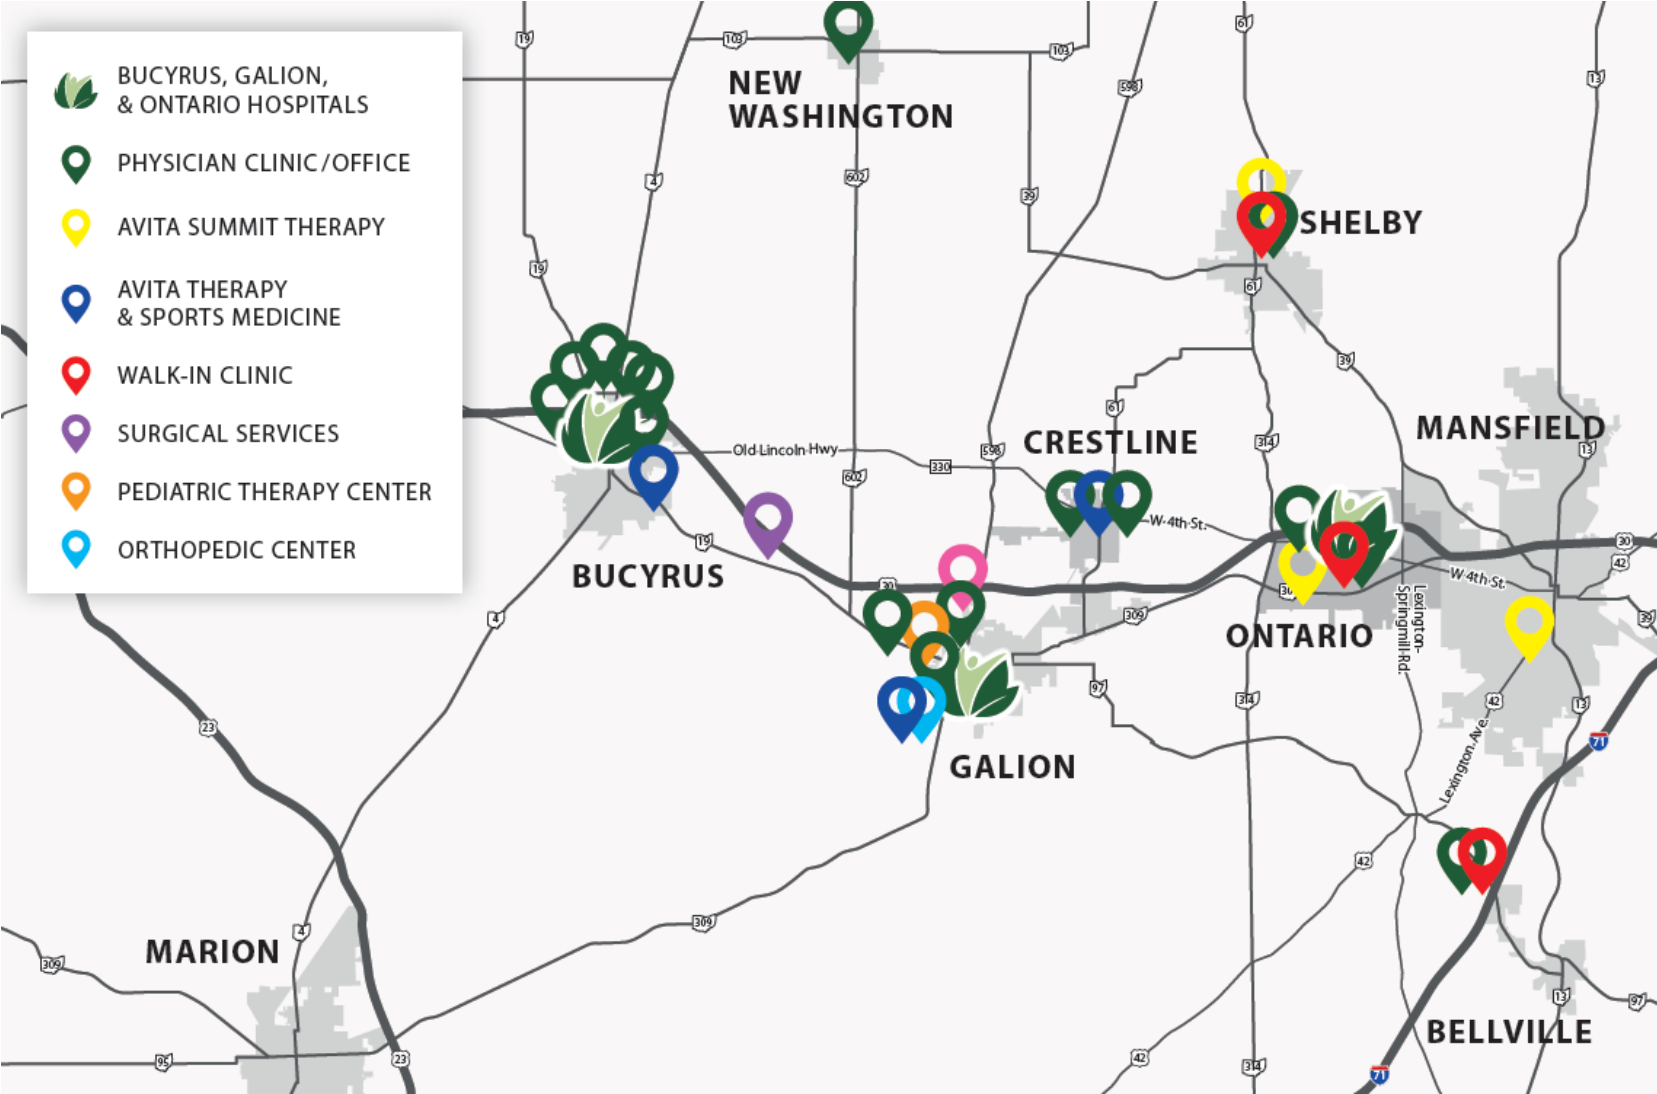 BUCYRUS, GALION,
& ONTARIO HOSPITALS
PHYSICIAN CLINIC/OFFICE
AVITA SUMMIT THERAPY
AVITA THERAPY
& SPORTS MEDICINE
WALK-IN CLINIC
SURGICAL SERVICES
PEDIATRIC THERAPY CENTER
ORTHOPEDIC CENTER
19
103
103
61
13
598
NEW
WASHINGTON
4
602
39
SHELBY
19
61
39
61
CRESTLINE
314
MANSFIELD
13
Old Lincoln Hwy
598
330
602
W 4th St.
19
30
42
BUCYRUS
30
W 4th St.
30
4
309
39
ONTARIO
Lexington-
Springmill Rd.
97
314
42
13
23
71
GALION
Lexington Ave.
42
309
4
MARION
309
13
97
BELLVILLE
95
23
42
314
71